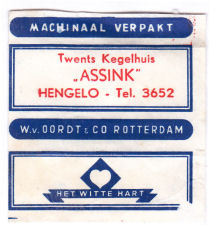 MACHINAAL VERPAKT
Twents Kegelhuis
„ASSINK”
HENGELO - Tel. 3652
W.v. OORDT & CO ROTTERDAM
HET WITTE HART